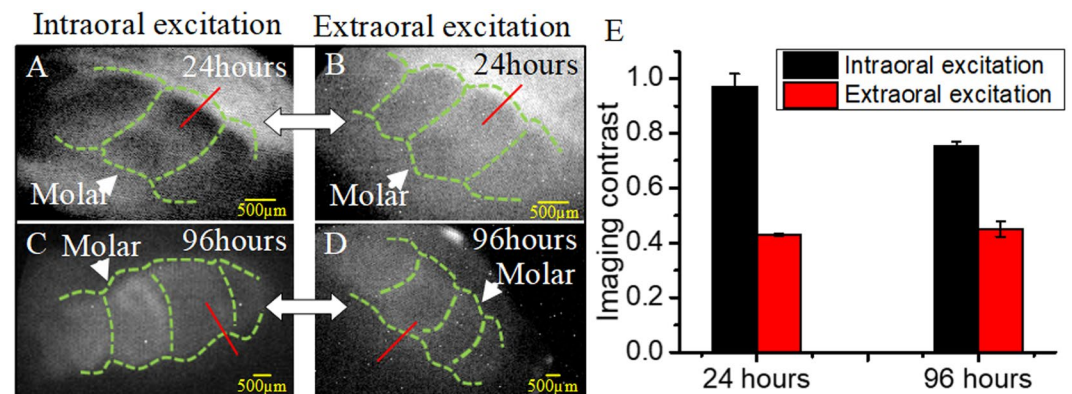 Intraoral excitation
Extraoral excitation
A
24hours
Molar
500μm
B
24hours
Molar
500μm
C
Molar
96hours
500μm
D
96hours
Molar
500μm
E
Intraoral excitation
Extraoral excitation
Imaging contrast
1.0
0.8
0.6
0.4
0.2
0.0
24 hours
96 hours